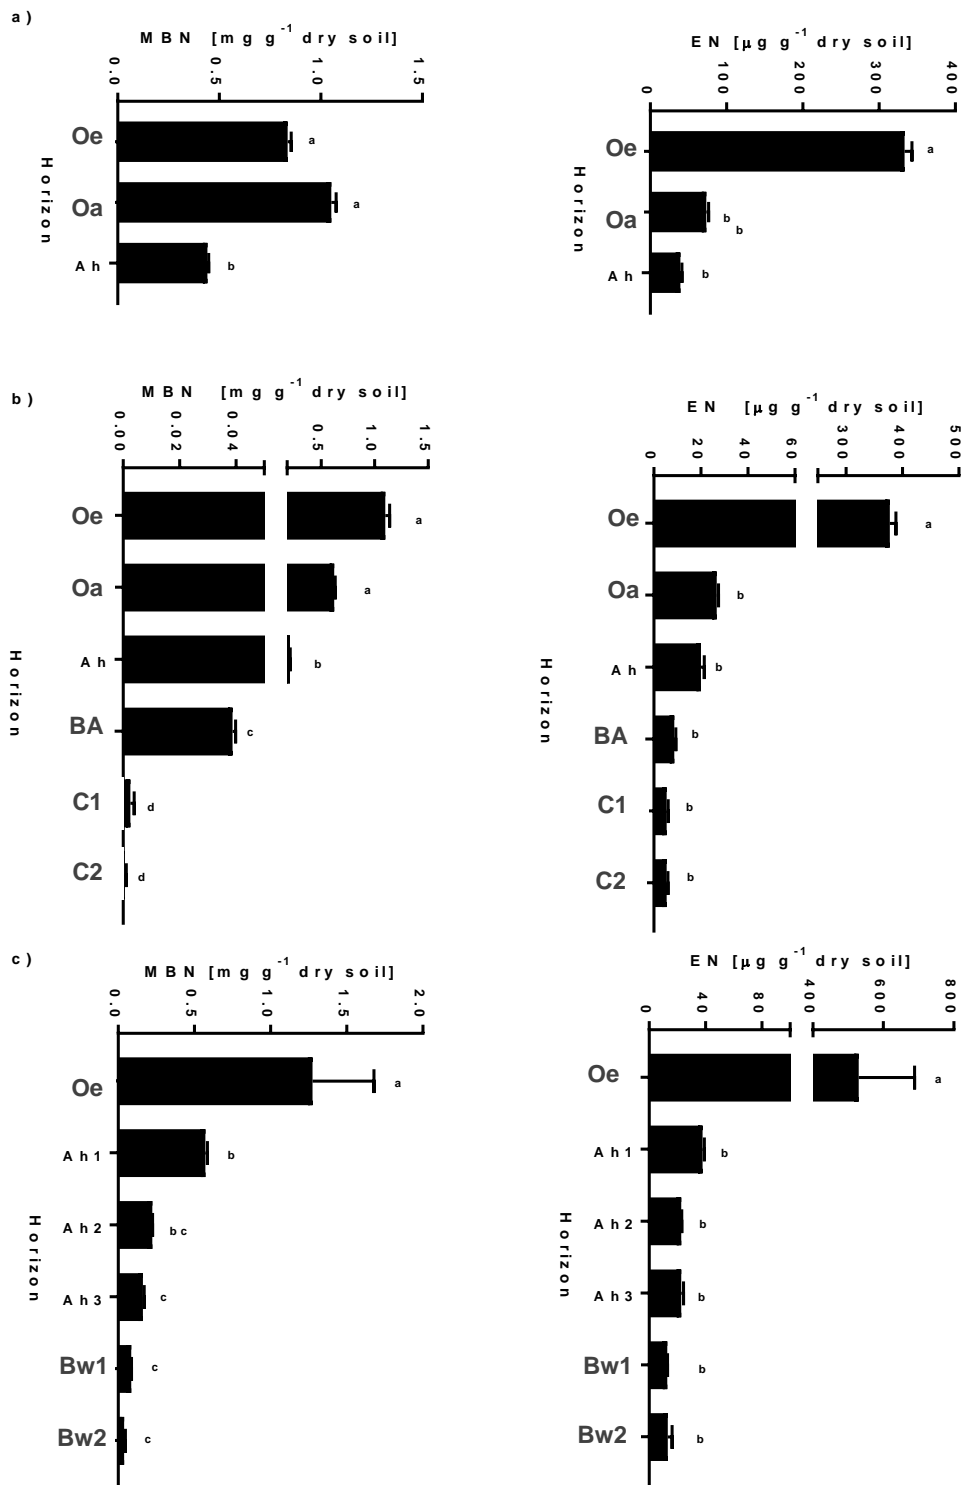 a)
MBN [mg g-1 dry soil]
0.0 0.5 1.0 1.5
Horizon
Oe a
Oa a
Ah b
EN [µg g-1 dry soil]
0 100 200 300 400
Oe a
Oa b
b
Ah b
b)
MBN [mg g-1 dry soil]
0.00 0.02 0.04 0.5 1.0 1.5
Horizon
Oe a
Oa a
Ah b
BA c
C1 d
C2 d
EN [µg g-1 dry soil]
0 20 40 60 300 400 500
Horizon
Oe a
Oa b
Ah b
BA b
C1 b
C2 b
c)
MBN [mg g-1 dry soil]
0.0 0.5 1.0 1.5 2.0
Horizon
Oe a
Ah1 b
Ah2 bc
Ah3 c
Bw1 c
Bw2 c
EN [µg g-1 dry soil]
0 40 80 400 600 800
Horizon
Oe a
Ah1 b
Ah2 b
Ah3 b
Bw1 b
Bw2 b